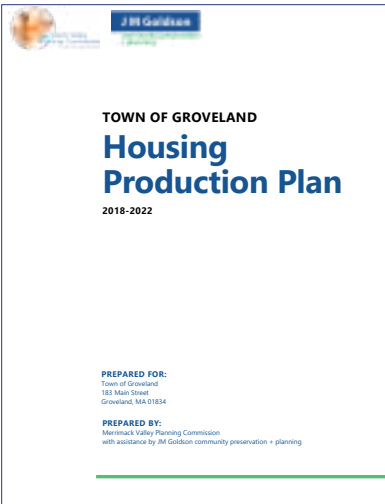 JM Goldson
TOWN OF GROVELAND
Housing
Production Plan
2018-2022
PREPARED FOR:
Town of Groveland
183 Main Street
Groveland, MA 01834
PREPARED BY:
Merrimack Valley Planning Commission
with assistance by JM Goldson community preservation + planning